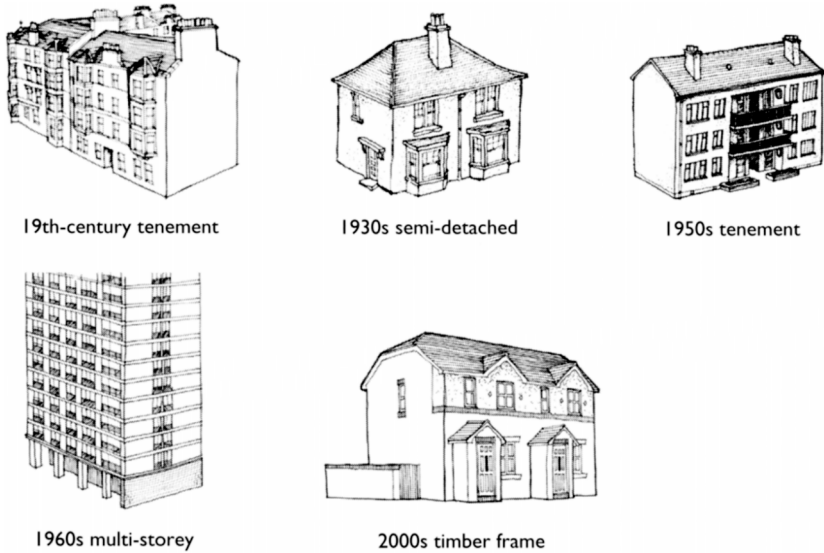 19th-century tenement
1930s semi-detached
1950s tenement
1960s multi-storey
2000s timber frame